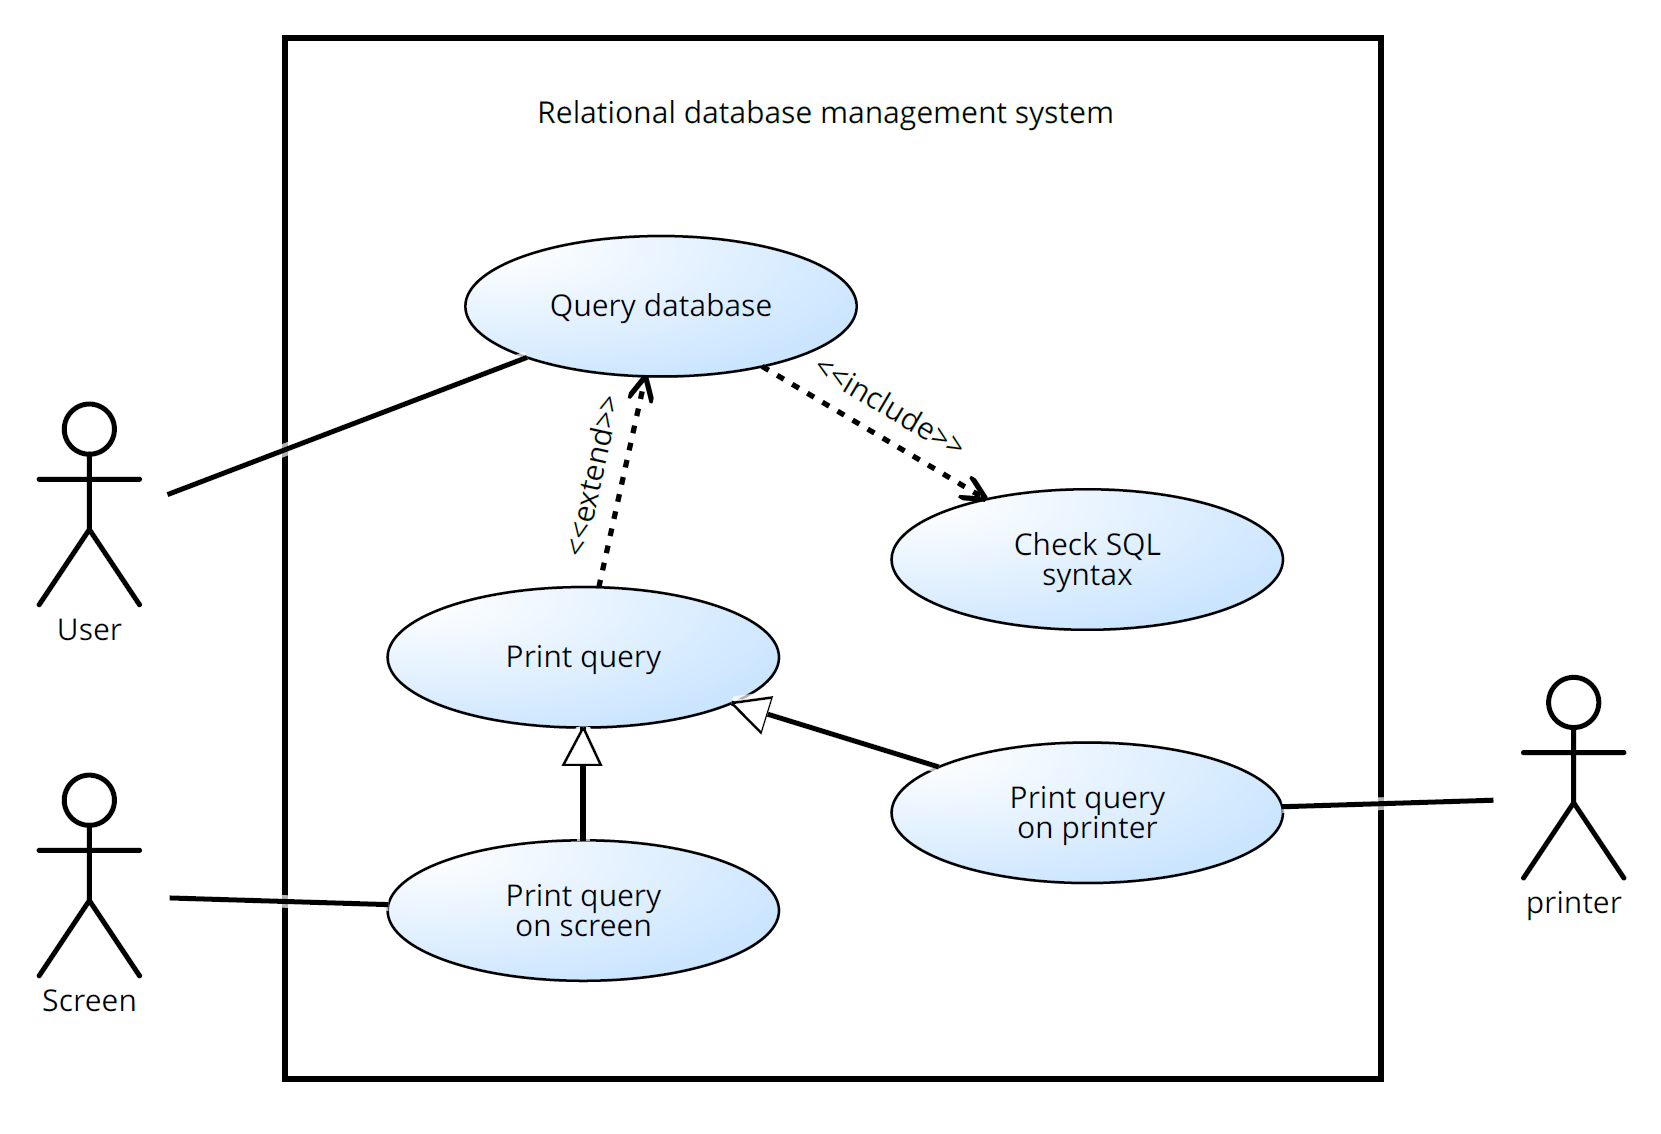 Relational database management system
Query database
<<include>>
<<extend>>
Check SQL
syntax
User
Print query
Print query
on printer
printer
Print query
on screen
Screen